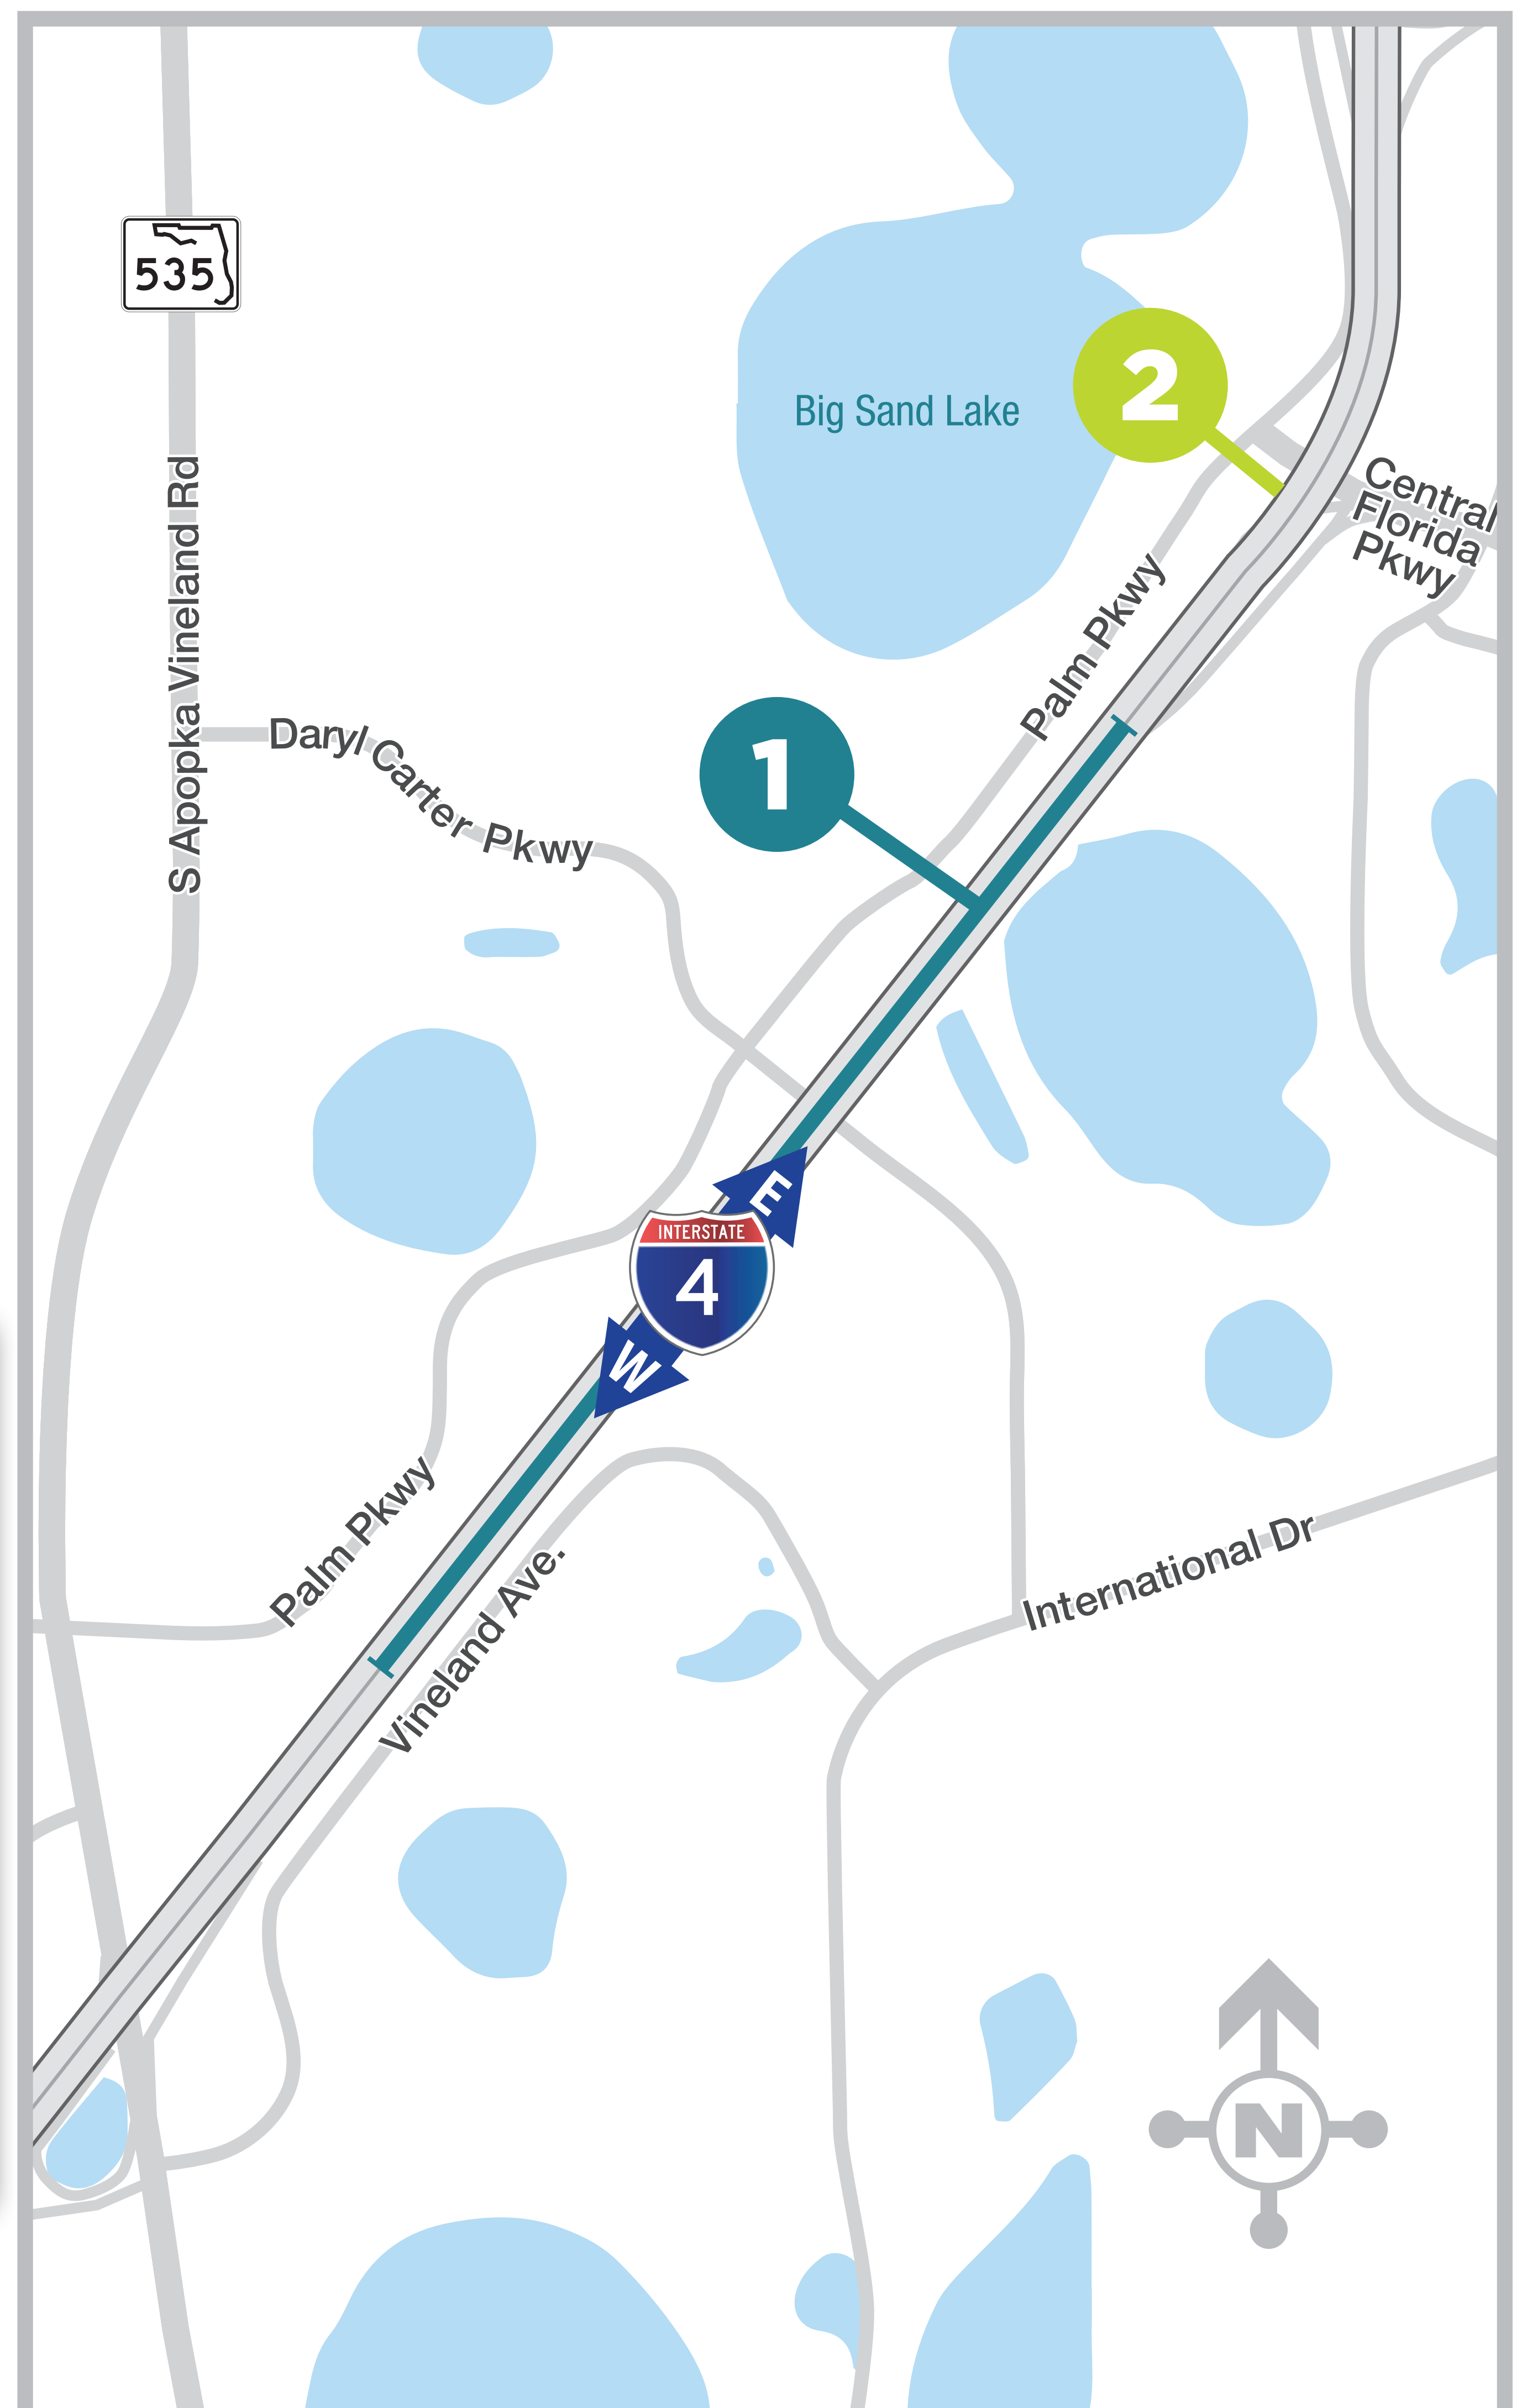 535
Big Sand Lake
2
Central
Florida
Pkwy
S Apopka Vineland Rd
Palm Pkwy
Daryl Carter Pkwy
1
E
INTERSTATE
4
W
Palm Pkwy
Vineland Ave.
International Dr
N